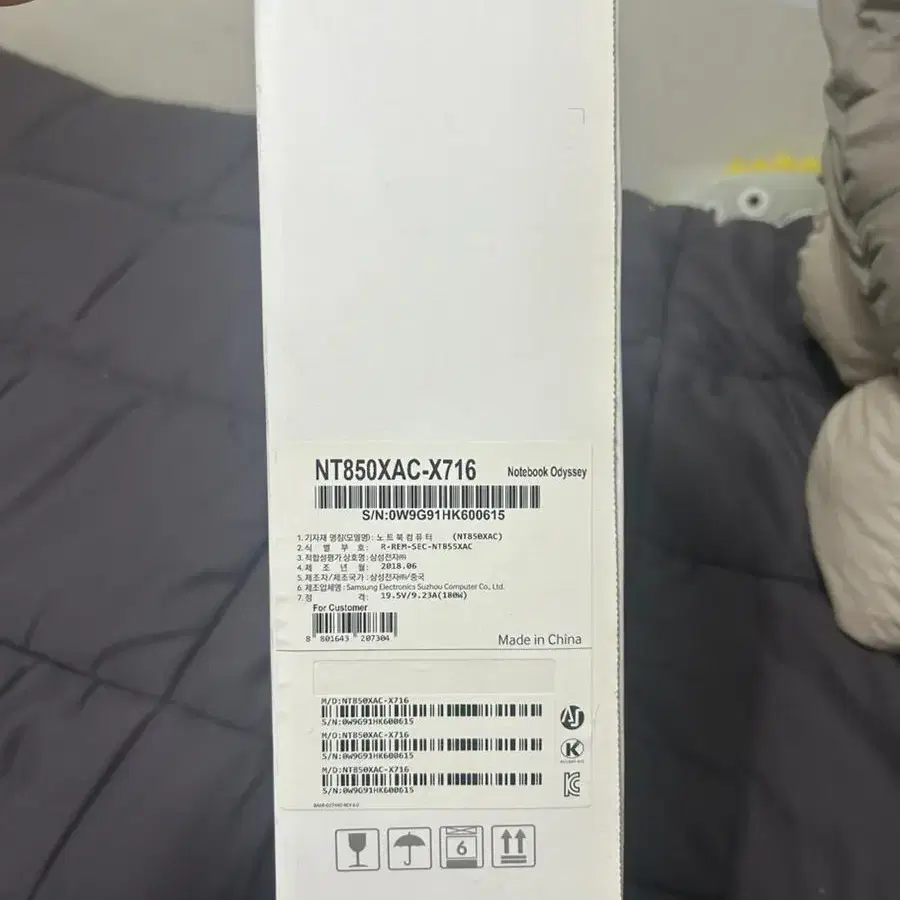 NT850XAC-X716 Notebook Odyssey
S/N:0W9G91HK600615
1. 기자재 명칭(모델명) : 노트북 컴퓨터 (NT850XAC)
2. 식 별 부 호: R-REM-SEC-NT855XAC
3. 적합성평가 상호명 : 삼성전자㈜
4. 제 조 년 월: 2018.06
5. 제조자/제조국가 : 삼성전자㈜/중국
6. 제조업체명 : Samsung Electronics Suzhou Computer Co., Ltd.
7. 정 격: 19.5V/9.23A(180W)
For Customer
8 801643 207304
Made in China
M/D:NT850XAC-X716
S/N:0W9G91HK600615
M/D:NT850XAC-X716
S/N:0W9G91HK600615
M/D:NT850XAC-X716
S/N:0W9G91HK600615
6